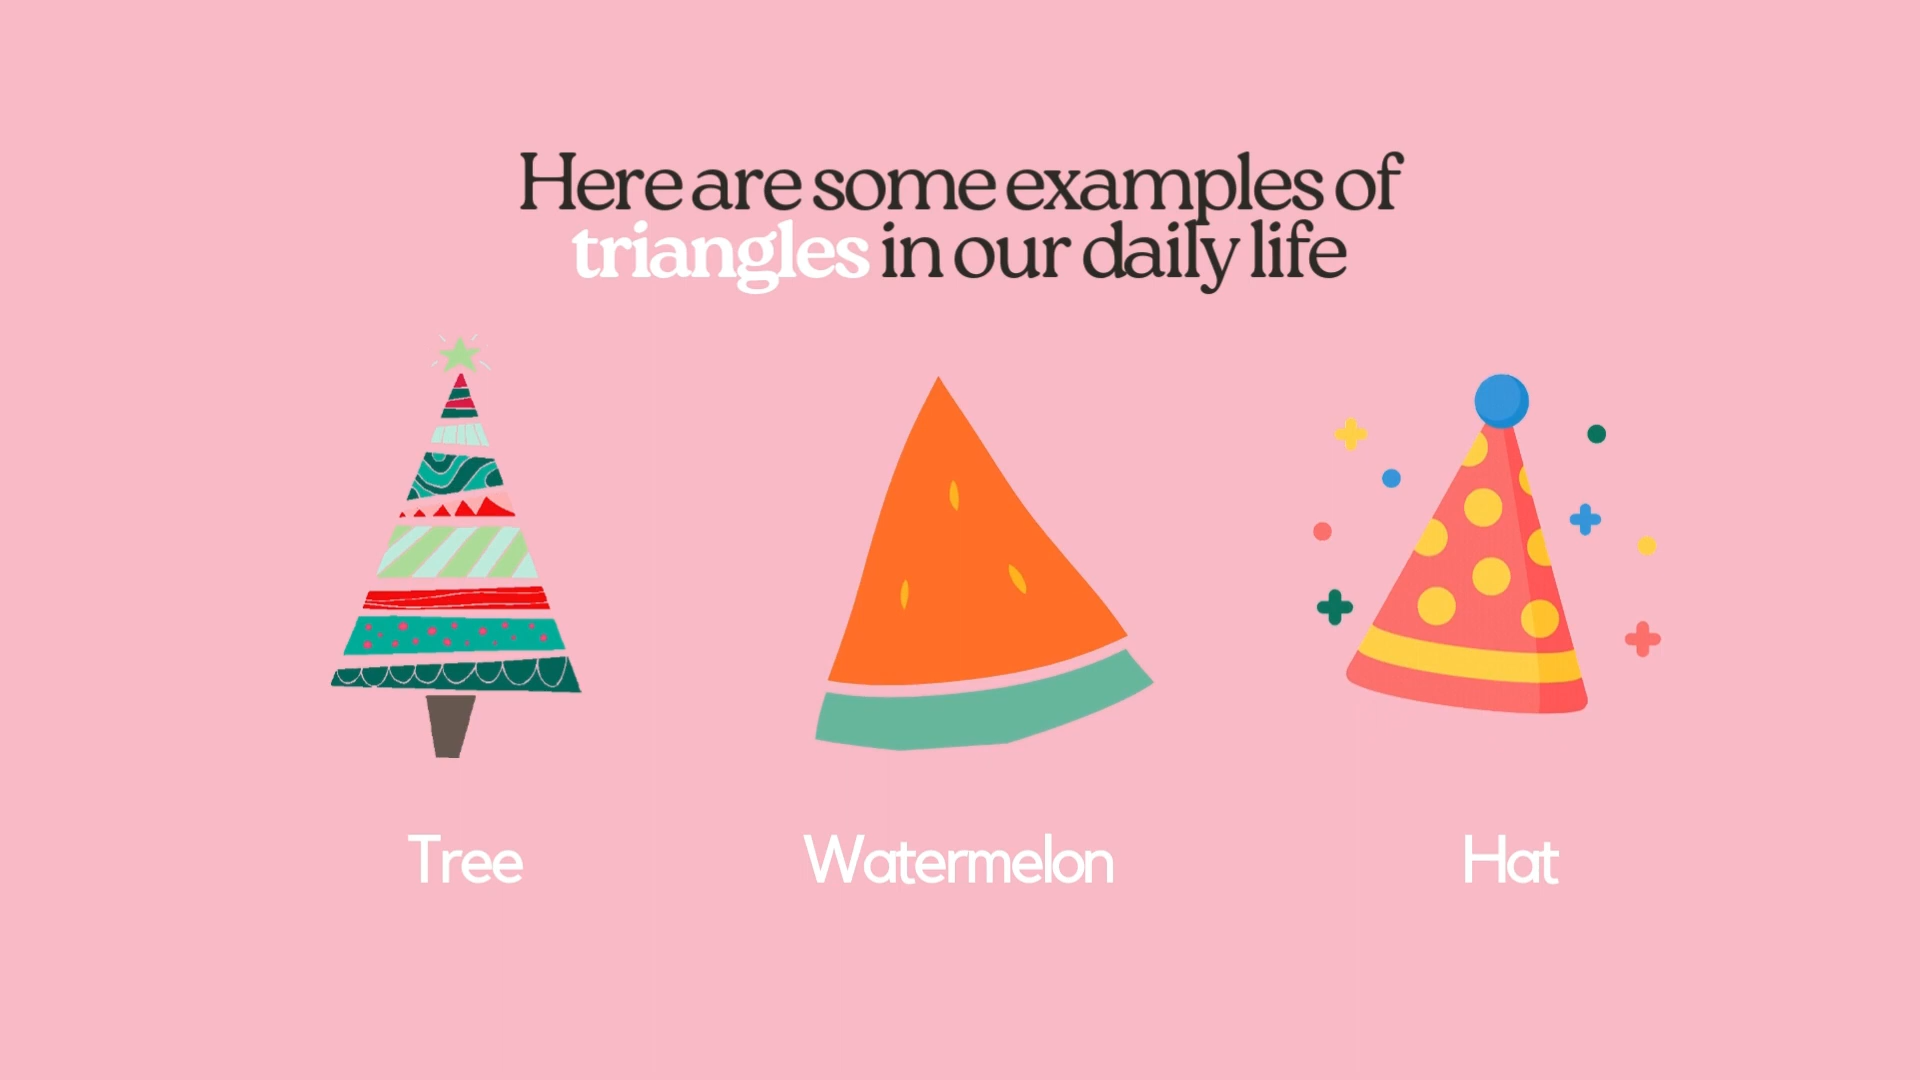 Here are some examples of
triangles in our daily life
Tree
Watermelon
Hat